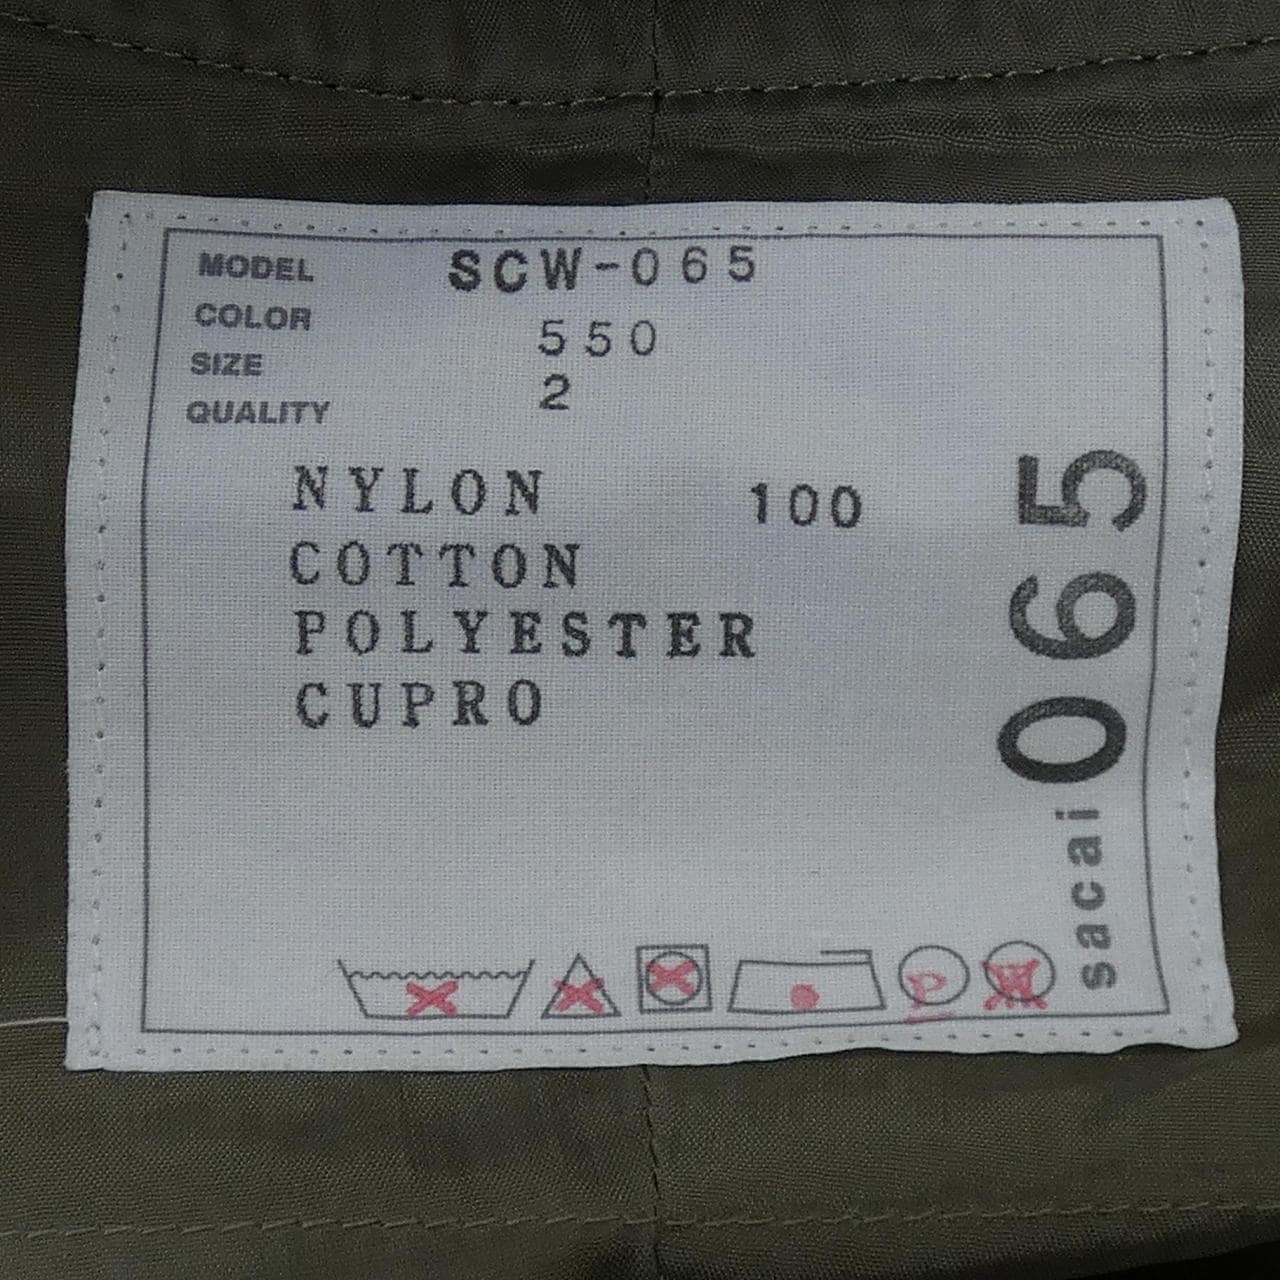 MODEL SCW-065
COLOR 550
SIZE 2
QUALITY
NYLON 100
COTTON
POLYESTER
CUPRO
sacai 065
P
W